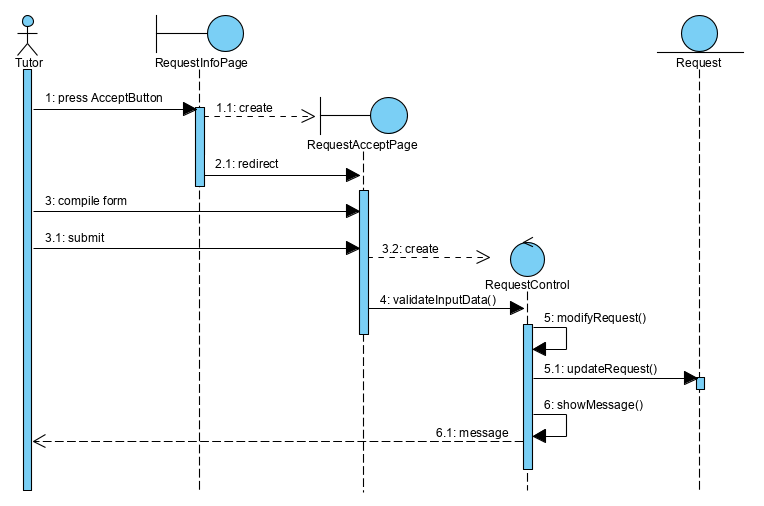 Tutor
RequestInfoPage
Request
1: press AcceptButton
1.1: create
RequestAcceptPage
2.1: redirect
3: compile form
3.1: submit
3.2: create
RequestControl
4: validateInputData()
5: modifyRequest()
5.1: updateRequest()
6: showMessage()
6.1: message